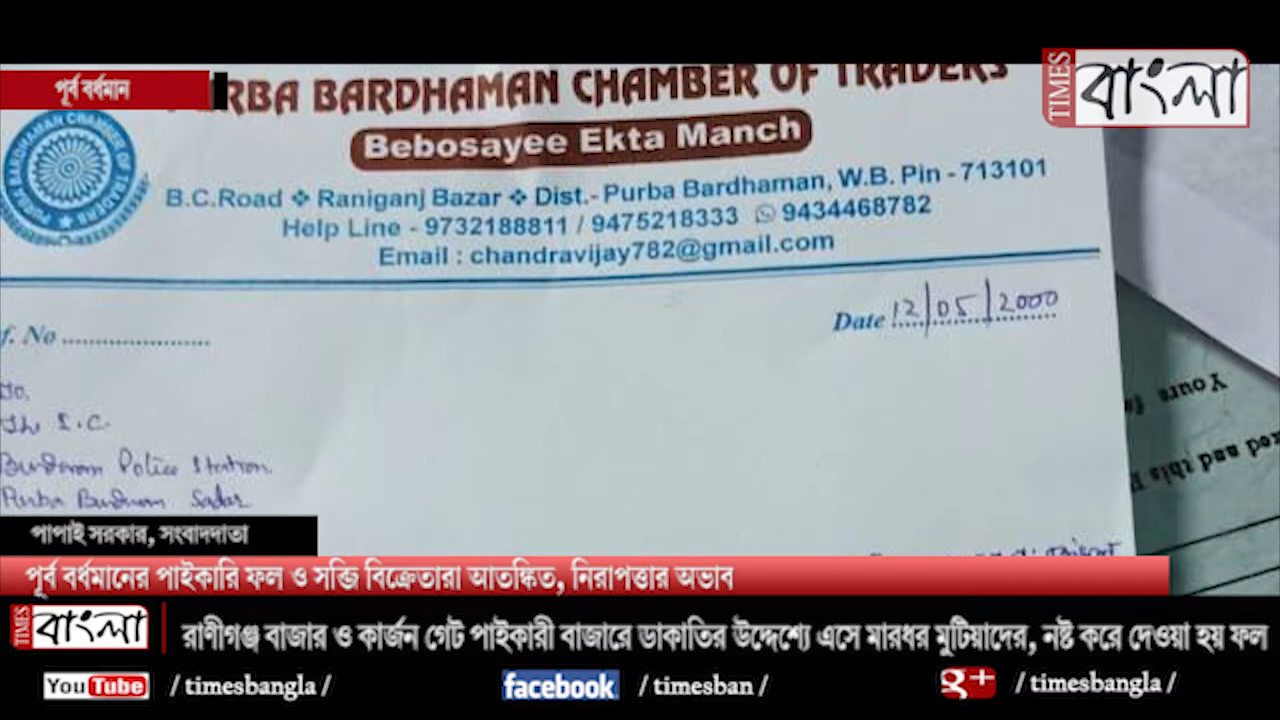 পূর্ব বর্ধমান
TIMES বাংলা
RBA BARDHAMAN CHAMBER OF TRADERS
Bebosayee Ekta Manch
B.C.Road ❖ Raniganj Bazar ❖ Dist.- Purba Bardhaman, W.B. Pin - 713101
Help Line - 9732188811 / 9475218333 9434468782
Email : chandravijay782@gmail.com
f. No ......................
Date 12/05/2000
To,
The I.C.
Burdwan Police Station.
Purba Burdwan Sadar
Yours
পাপাই সরকার, সংবাদদাতা
পূর্ব বর্ধমানের পাইকারি ফল ও সব্জি বিক্রেতারা আতঙ্কিত, নিরাপত্তার অভাব
TIMES বাংলা রাণীগঞ্জ বাজার ও কার্জন গেট পাইকারী বাজারে ডাকাতির উদ্দেশ্যে এসে মারধর মুটিয়াদের, নষ্ট করে দেওয়া হয় ফল
YouTube / timesbangla / facebook / timesban / g+ / timesbangla /